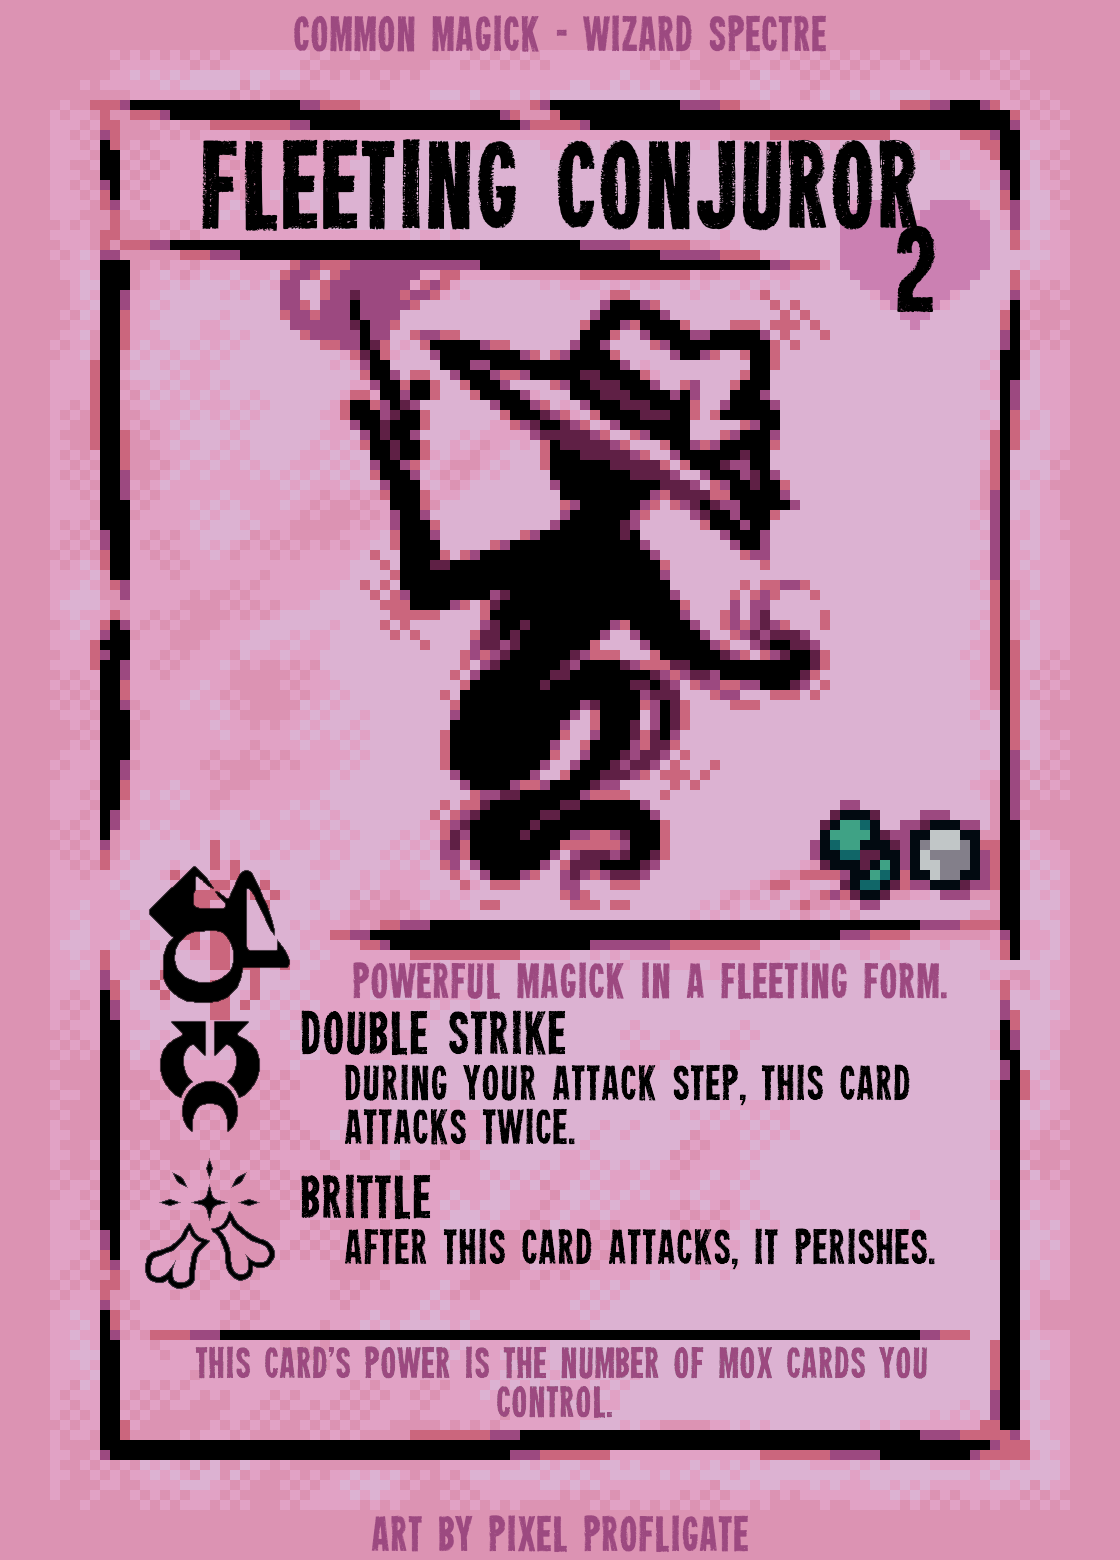 COMMON MAGICK - WIZARD SPECTRE
FLEETING CONJUROR
2
POWERFUL MAGICK IN A FLEETING FORM.
DOUBLE STRIKE
DURING YOUR ATTACK STEP, THIS CARD
ATTACKS TWICE.
BRITTLE
AFTER THIS CARD ATTACKS, IT PERISHES.
THIS CARD'S POWER IS THE NUMBER OF MOX CARDS YOU
CONTROL.
ART BY PIXEL PROFLIGATE